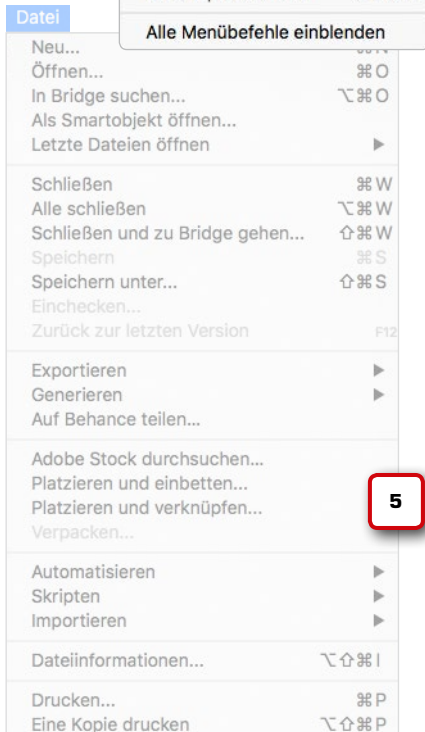 Alle Menübefehle einblenden
Datei
Neu... ⌘N
Öffnen... ⌘O
In Bridge suchen... ⌥⌘O
Als Smartobjekt öffnen...
Letzte Dateien öffnen ▶
Schließen ⌘W
Alle schließen ⌥⌘W
Schließen und zu Bridge gehen... ⇧⌘W
Speichern ⌘S
Speichern unter... ⇧⌘S
Einchecken...
Zurück zur letzten Version F12
Exportieren ▶
Generieren ▶
Auf Behance teilen...
Adobe Stock durchsuchen...
Platzieren und einbetten...
Platzieren und verknüpfen... 5
Verpacken...
Automatisieren ▶
Skripten ▶
Importieren ▶
Dateiinformationen... ⌥⇧⌘I
Drucken... ⌘P
Eine Kopie drucken ⌥⇧⌘P